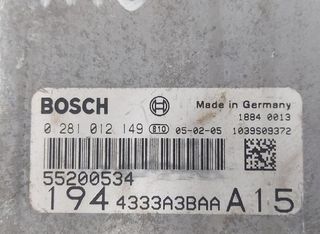 BOSCH Made in Germany
1884 0013
0 281 012 149 810 05-02-05 1039S09372
55200534
194 4333A3BAA A15